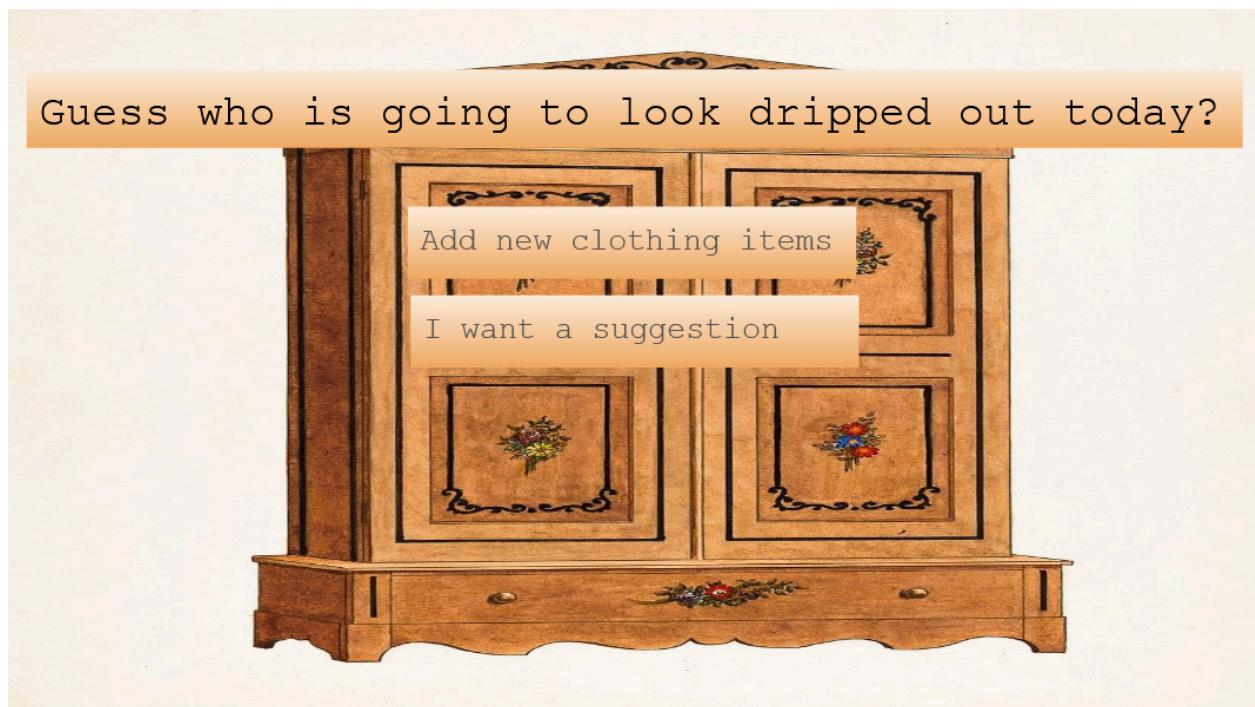 Guess who is going to look dripped out today?
Add new clothing items
I want a suggestion